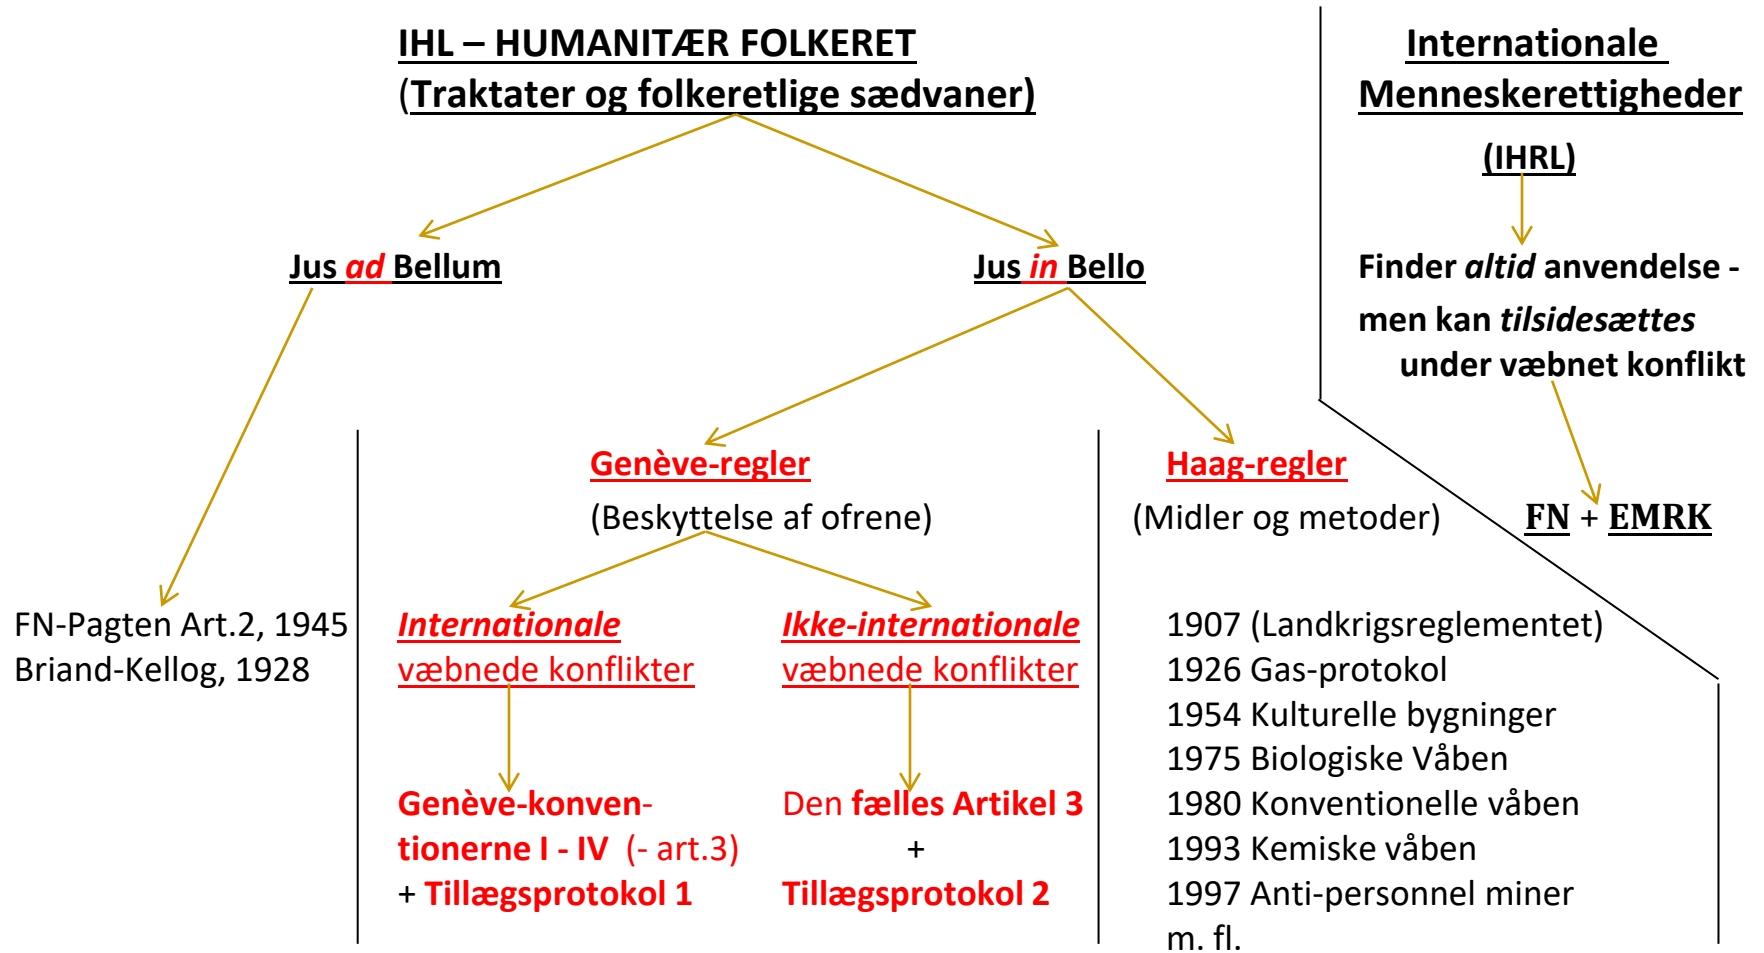 IHL – HUMANITÆR FOLKERET
(Traktater og folkeretlige sædvaner)
Internationale
Menneskerettigheder
(IHRL)
Jus ad Bellum
Jus in Bello
Finder altid anvendelse -
men kan tilsidesættes
under væbnet konflikt
Genève-regler
(Beskyttelse af ofrene)
Haag-regler
(Midler og metoder)
FN + EMRK
FN-Pagten Art.2, 1945
Briand-Kellog, 1928
Internationale
væbnede konflikter
Ikke-internationale
væbnede konflikter
Genève-konven-
tionerne I - IV (- art.3)
+ Tillægsprotokol 1
Den fælles Artikel 3
+
Tillægsprotokol 2
1907 (Landkrigsreglementet)
1926 Gas-protokol
1954 Kulturelle bygninger
1975 Biologiske Våben
1980 Konventionelle våben
1993 Kemiske våben
1997 Anti-personnel miner
m. fl.